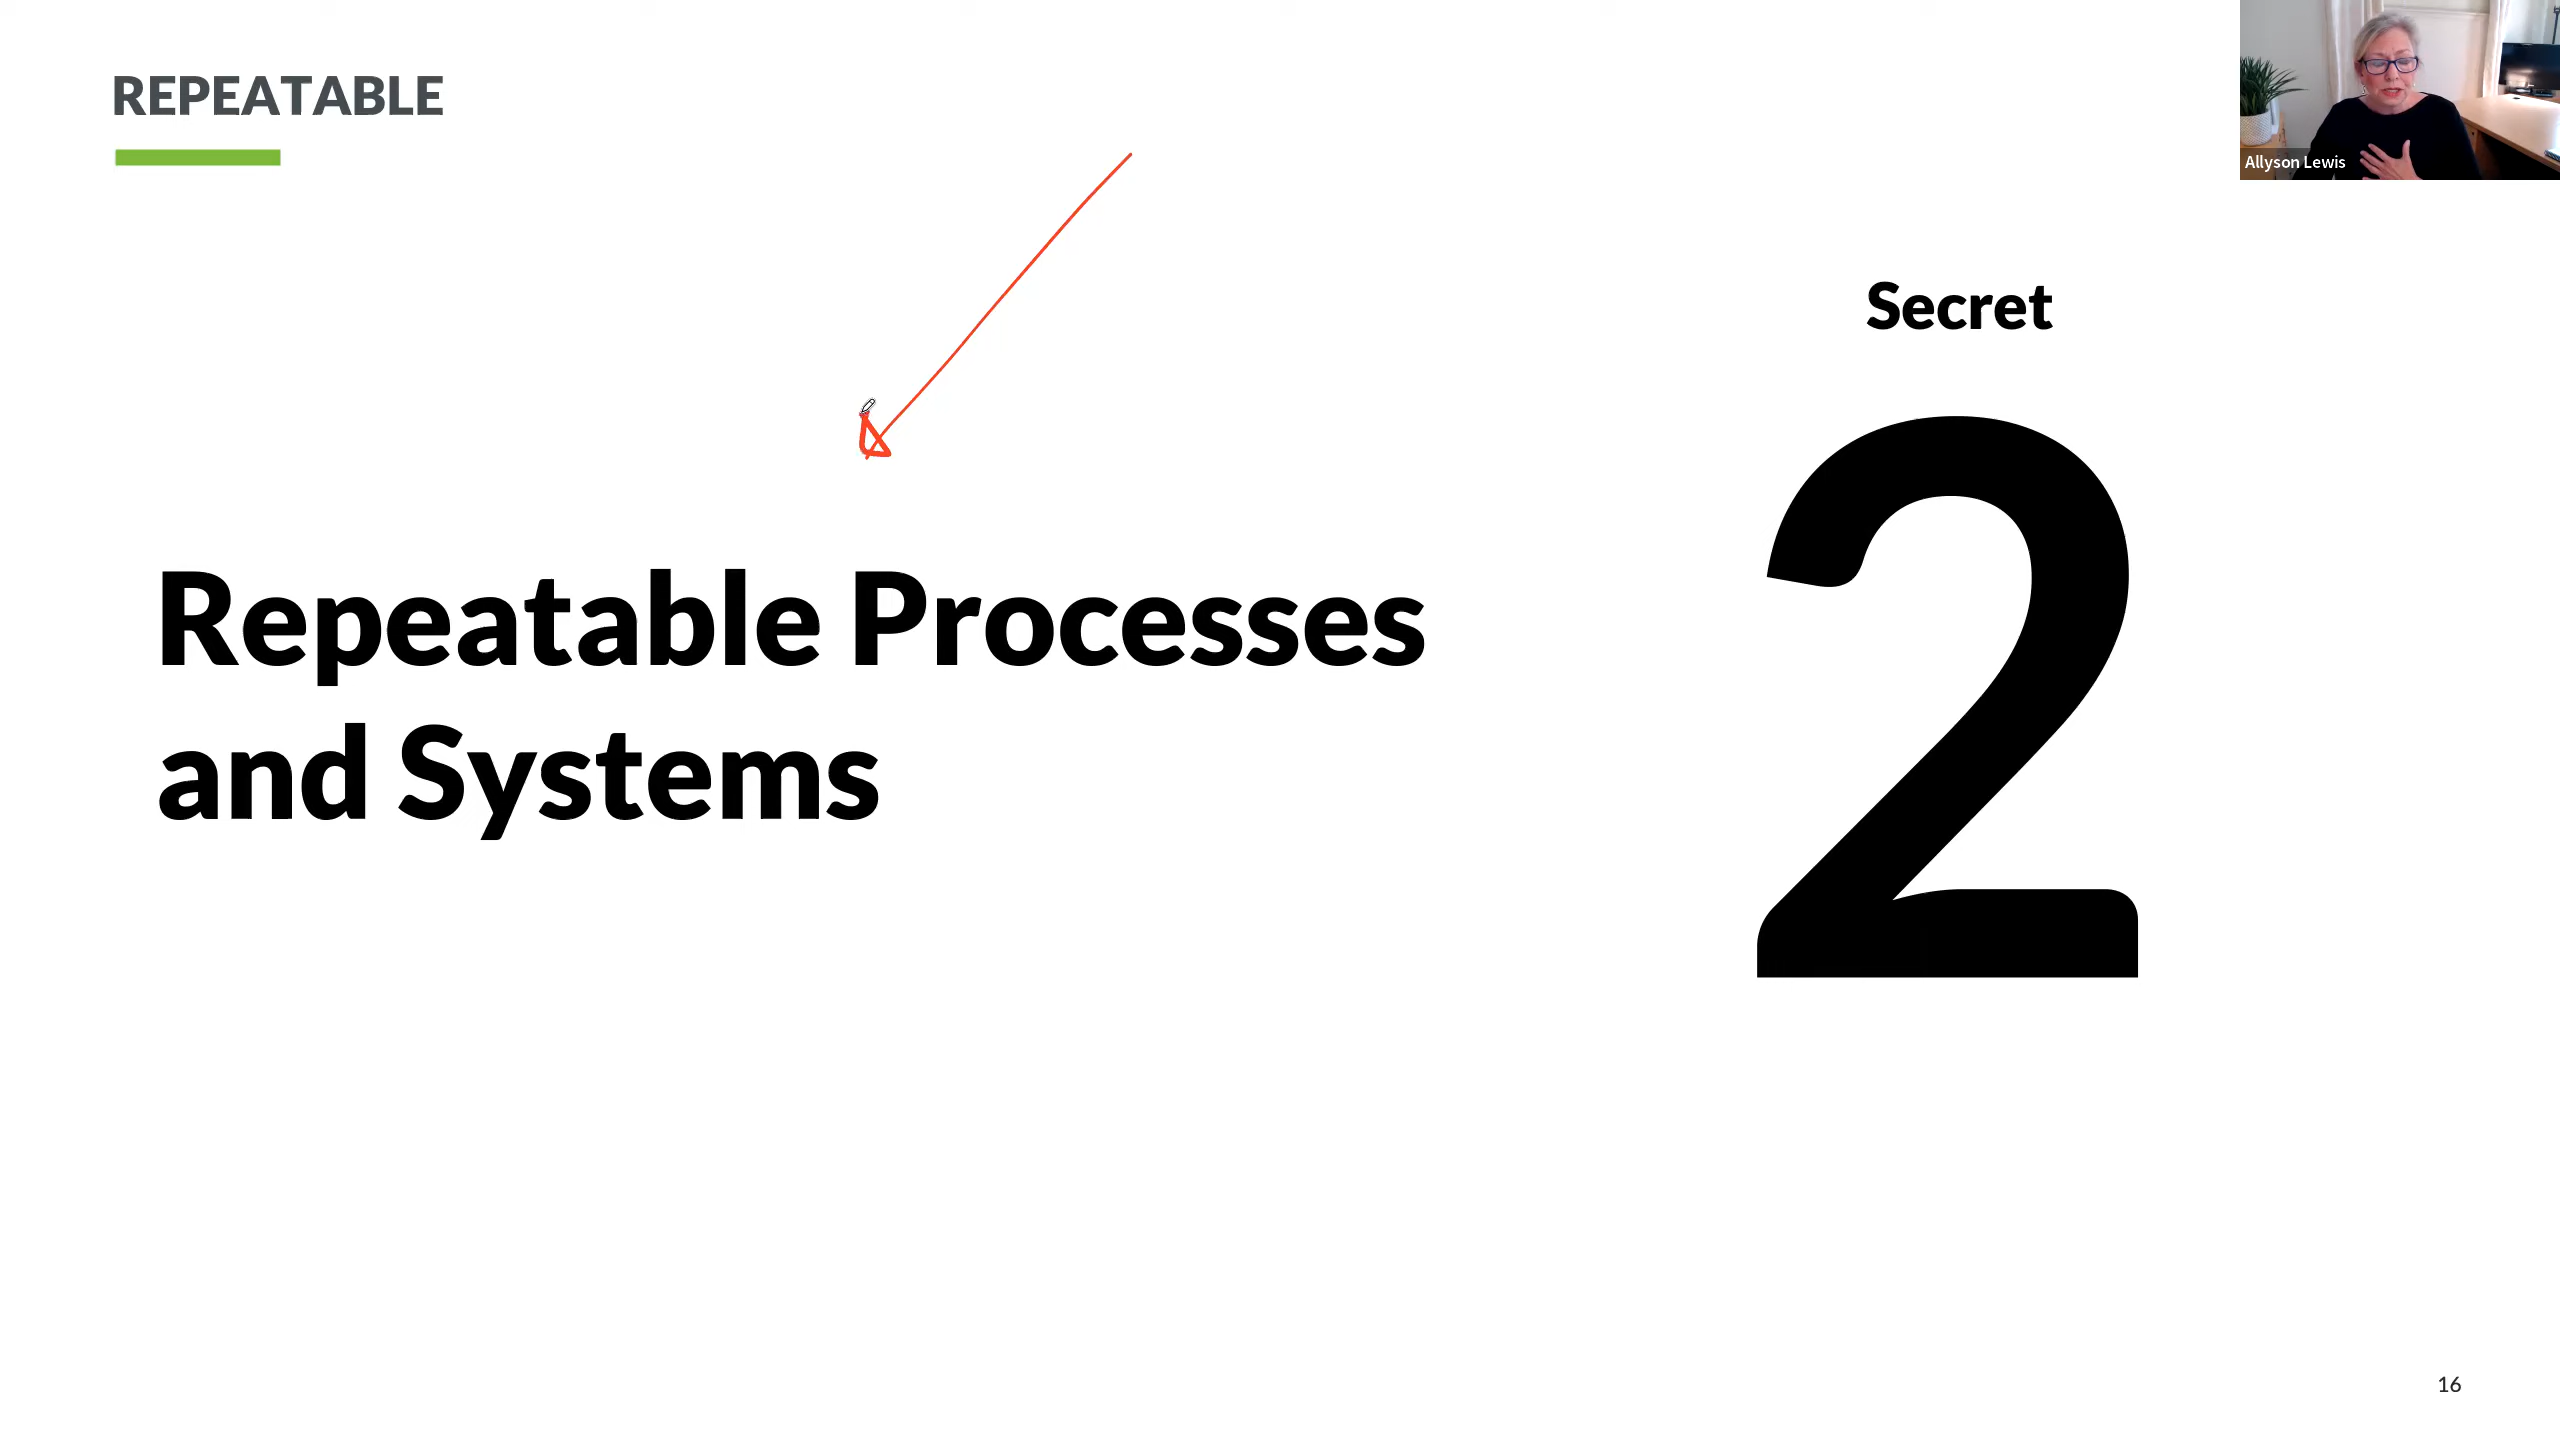 REPEATABLE
Allyson Lewis
Secret
2
Repeatable Processes
and Systems
16